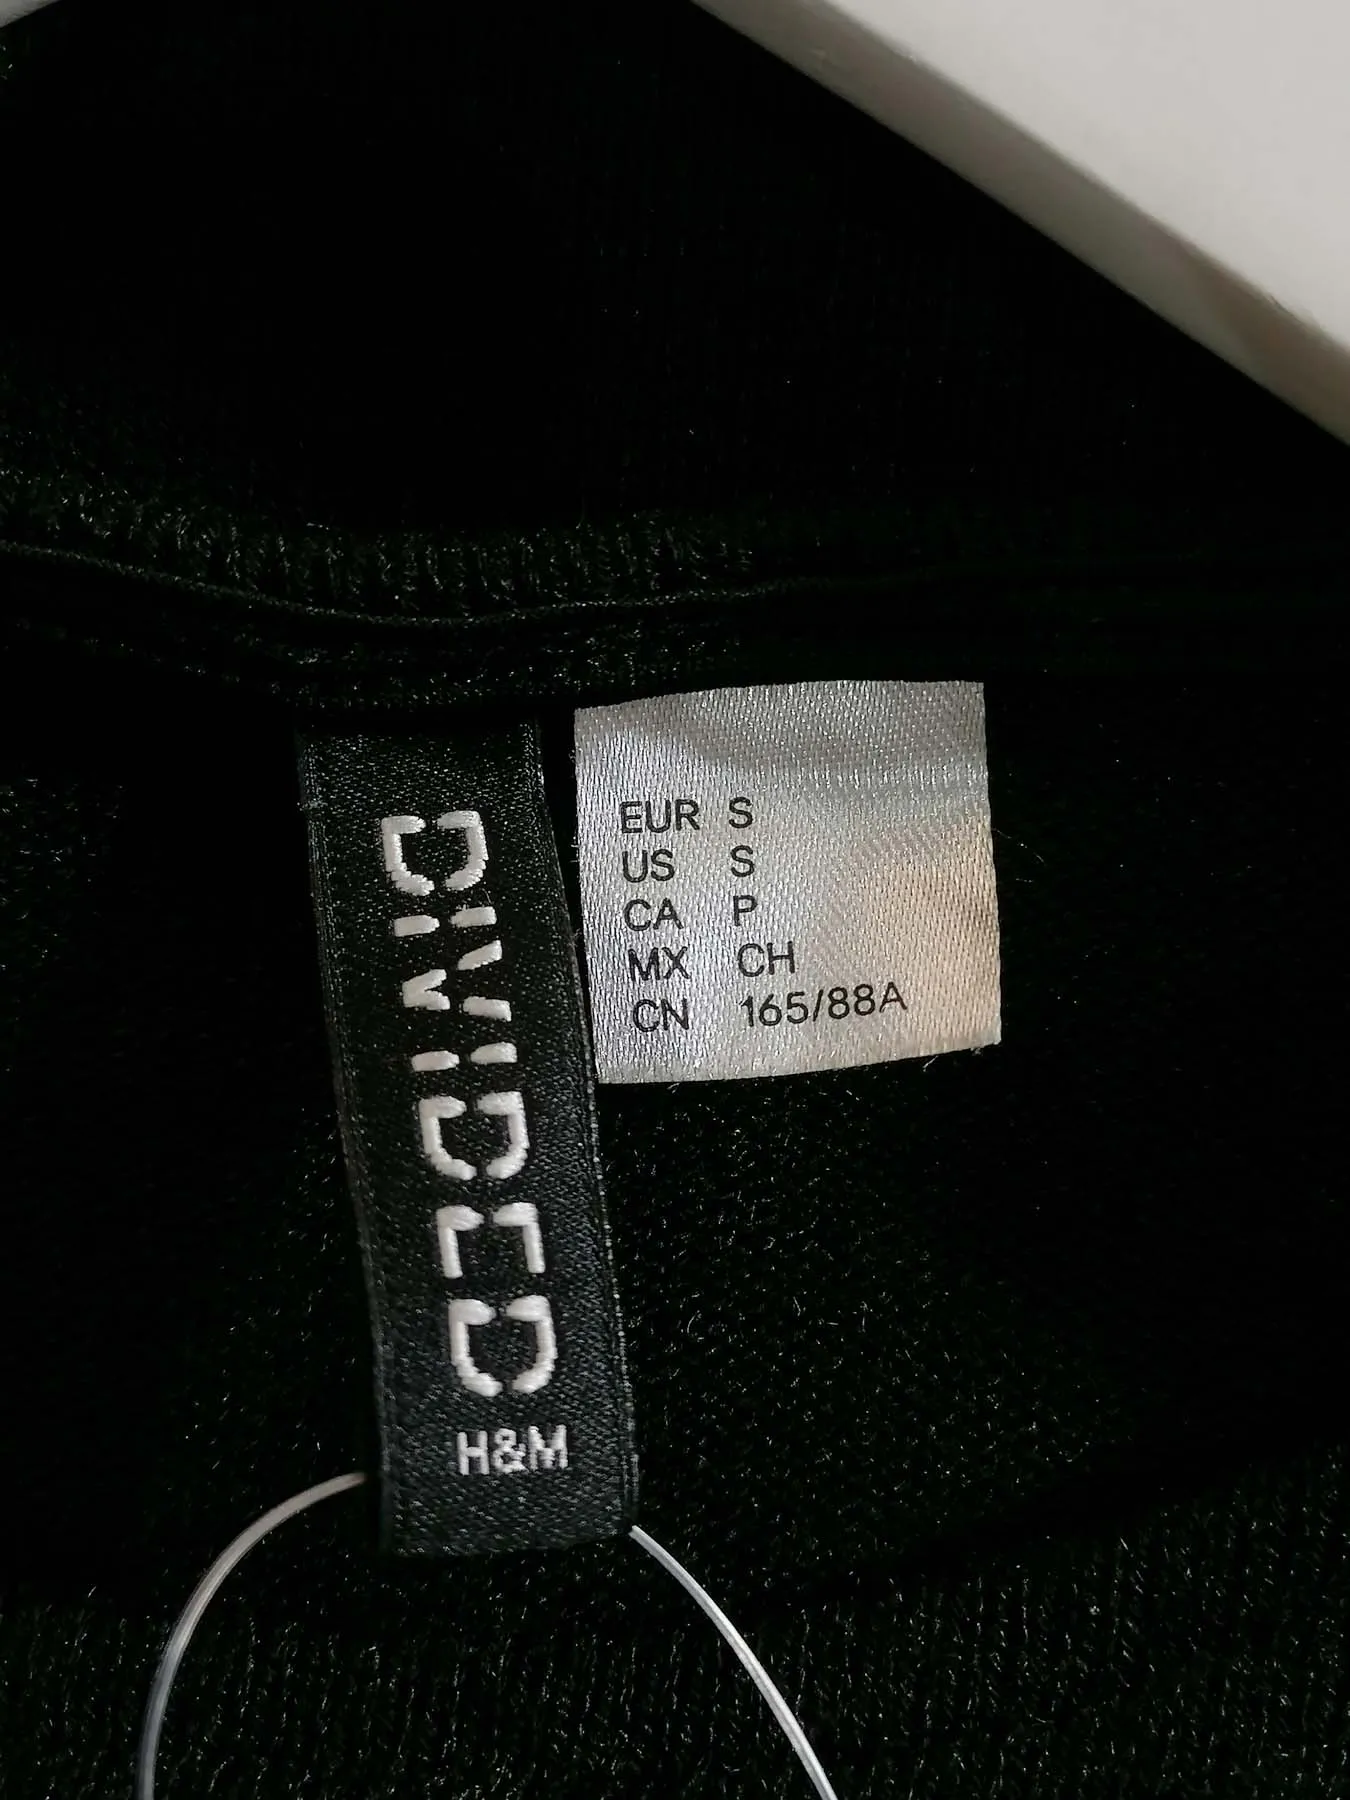 DIVIDED
H&M
EUR S
US S
CA P
MX CH
CN 165/88A